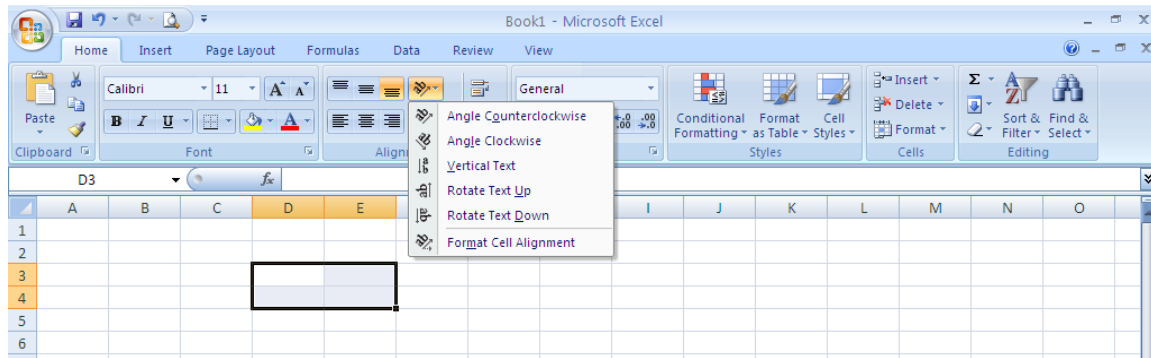 Book1 - Microsoft Excel
Home Insert Page Layout Formulas Data Review View
Calibri 11 General
Insert
Delete
Format
Paste
B I U A
Conditional Formatting
Format as Table
Cell Styles
Sort & Filter
Find & Select
Clipboard Font Styles Cells Editing
Angle Counterclockwise
Angle Clockwise
Vertical Text
Rotate Text Up
Rotate Text Down
Format Cell Alignment
D3 fx
A B C D E I J K L M N O
1
2
3
4
5
6